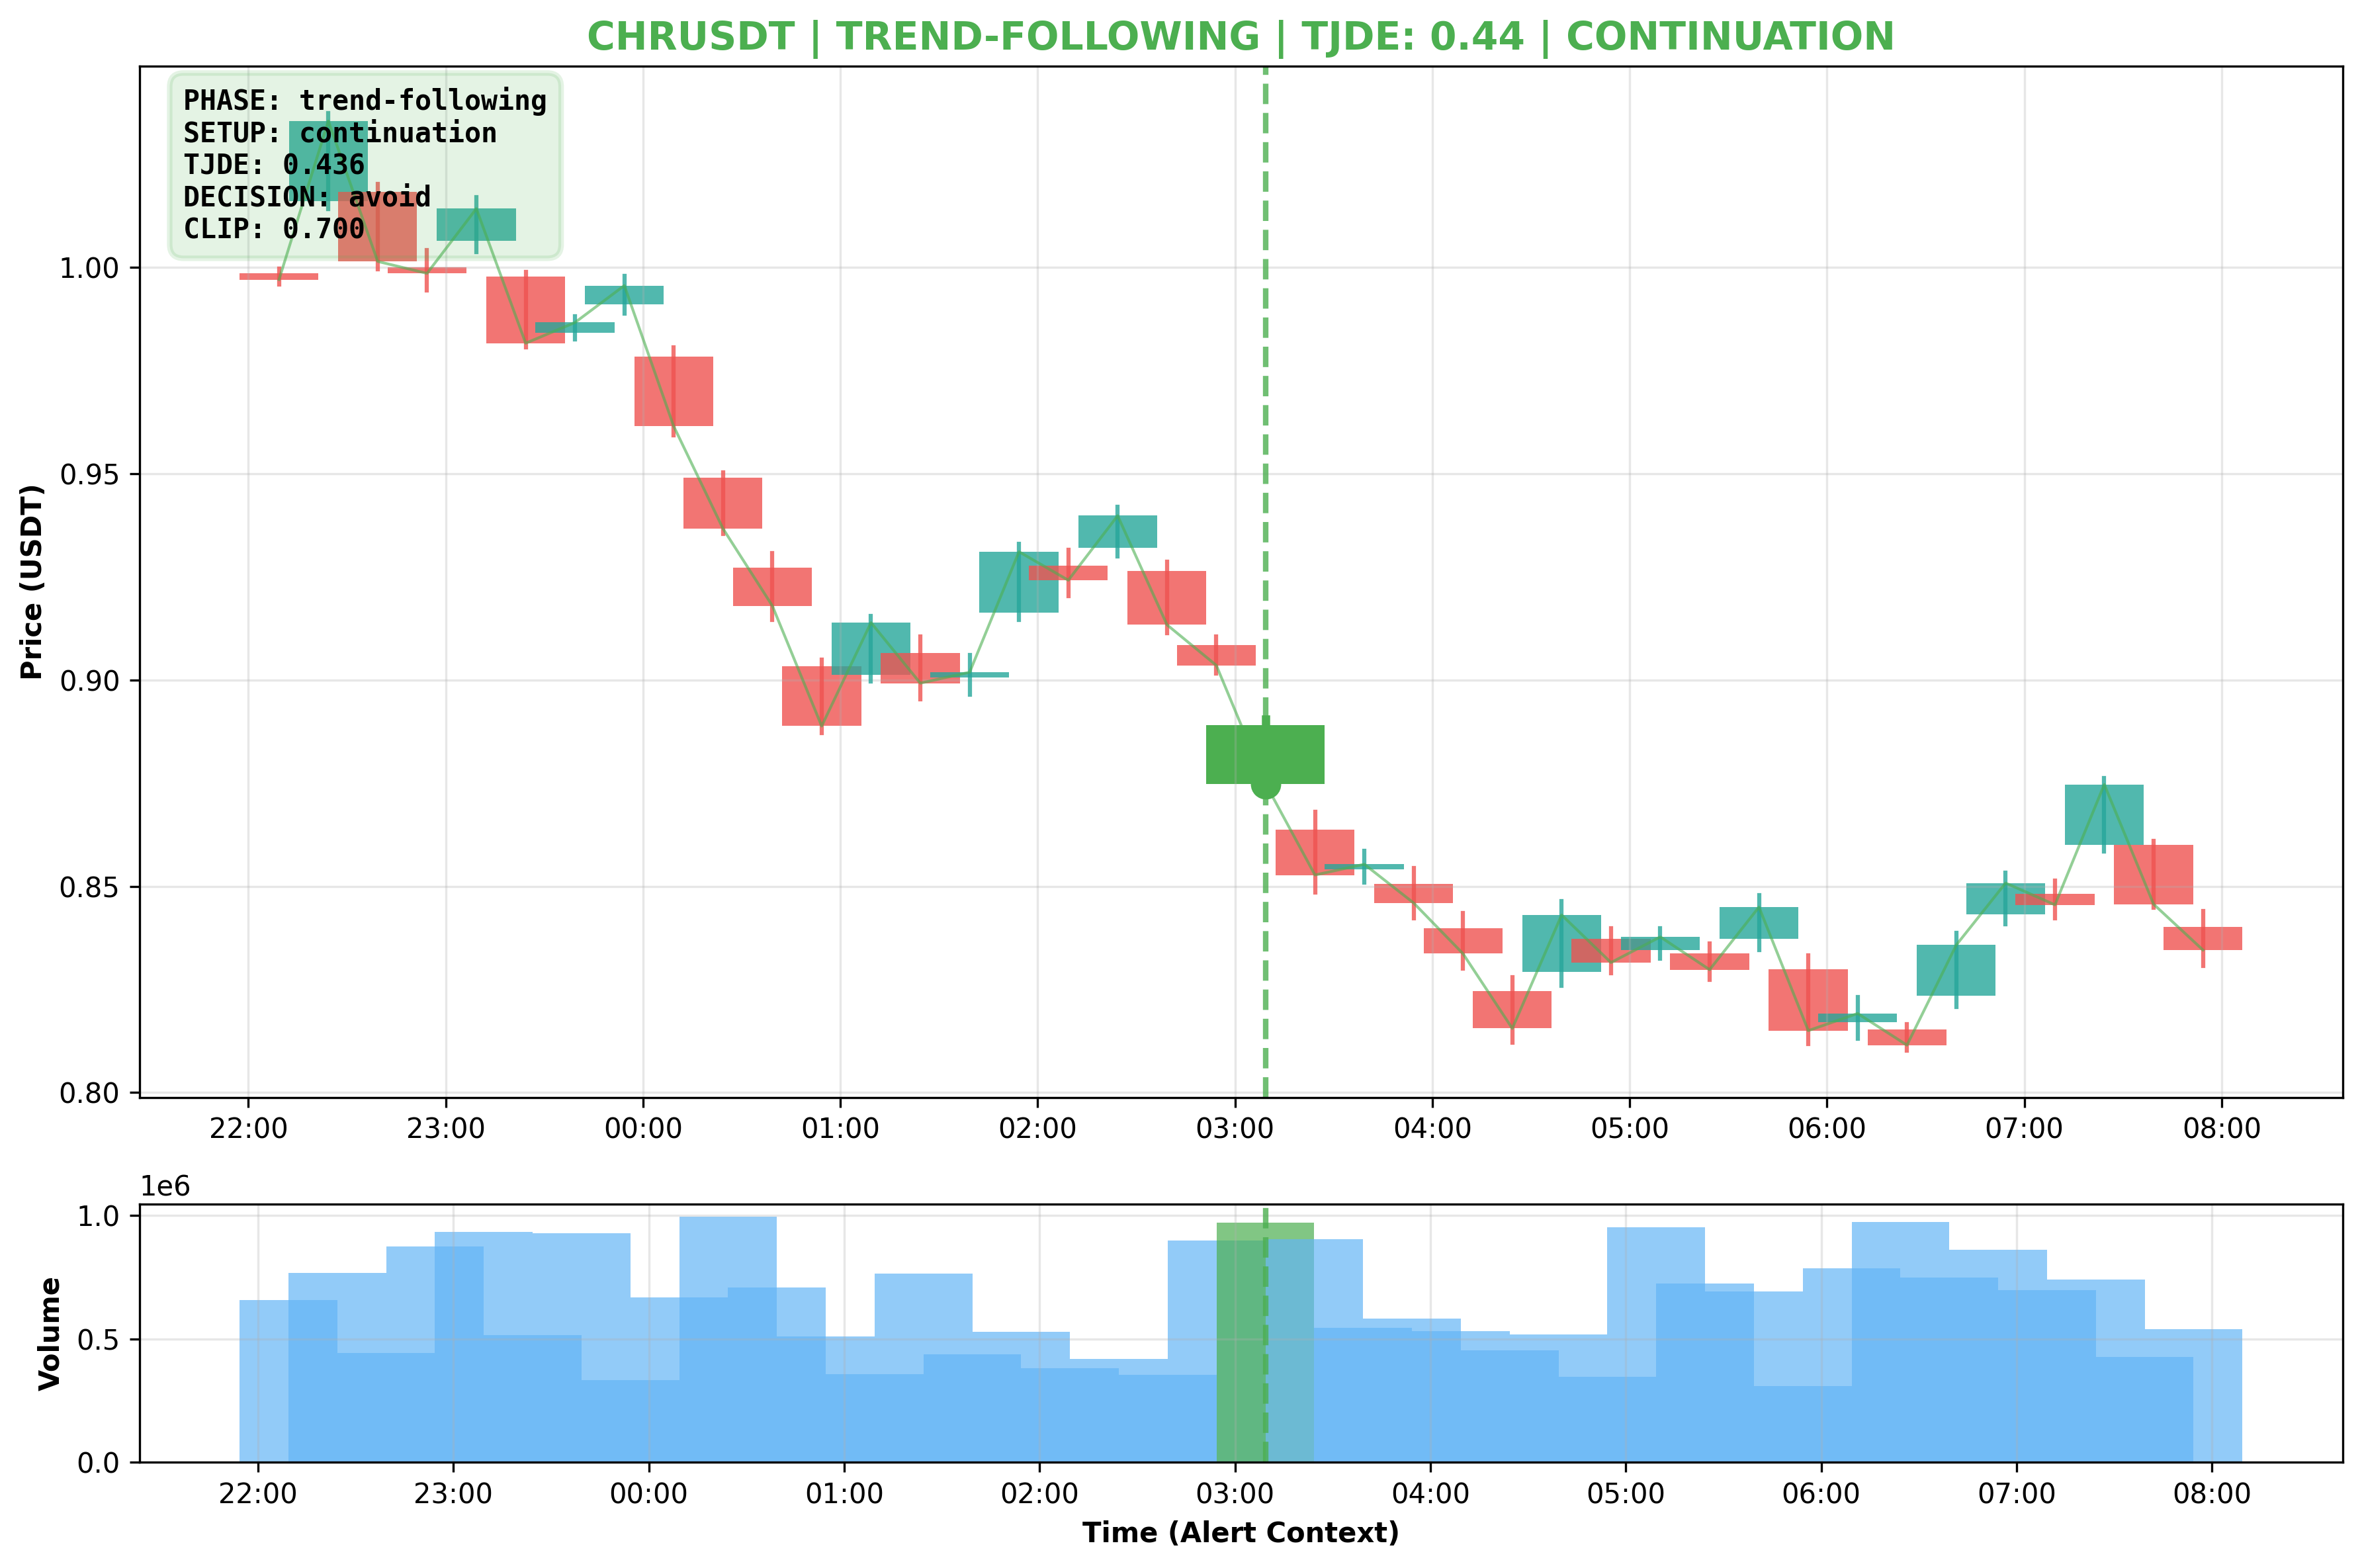 CHRUSDT | TREND-FOLLOWING | TJDE: 0.44 | CONTINUATION
PHASE: trend-following
SETUP: continuation
TJDE: 0.436
DECISION: avoid
CLIP: 0.700
Price (USDT)
1.00
0.95
0.90
0.85
0.80
22:00 23:00 00:00 01:00 02:00 03:00 04:00 05:00 06:00 07:00 08:00
1e6
Volume
1.0
0.5
0.0
22:00 23:00 00:00 01:00 02:00 03:00 04:00 05:00 06:00 07:00 08:00
Time (Alert Context)